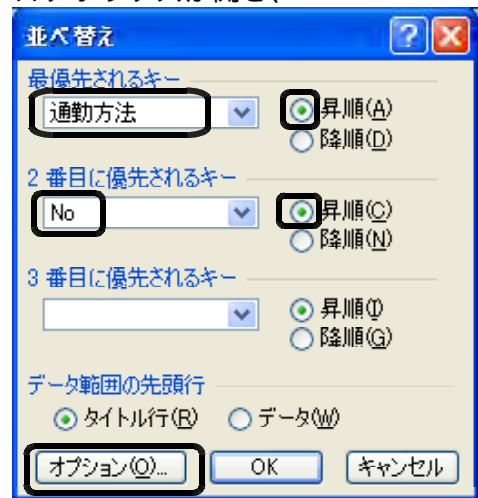 並べ替え
最優先されるキー
通勤方法
昇順(A)
降順(D)
2 番目に優先されるキー
No
昇順(C)
降順(N)
3 番目に優先されるキー
昇順(I)
降順(G)
データ範囲の先頭行
タイトル行(R) データ(W)
オプション(O)... OK キャンセル